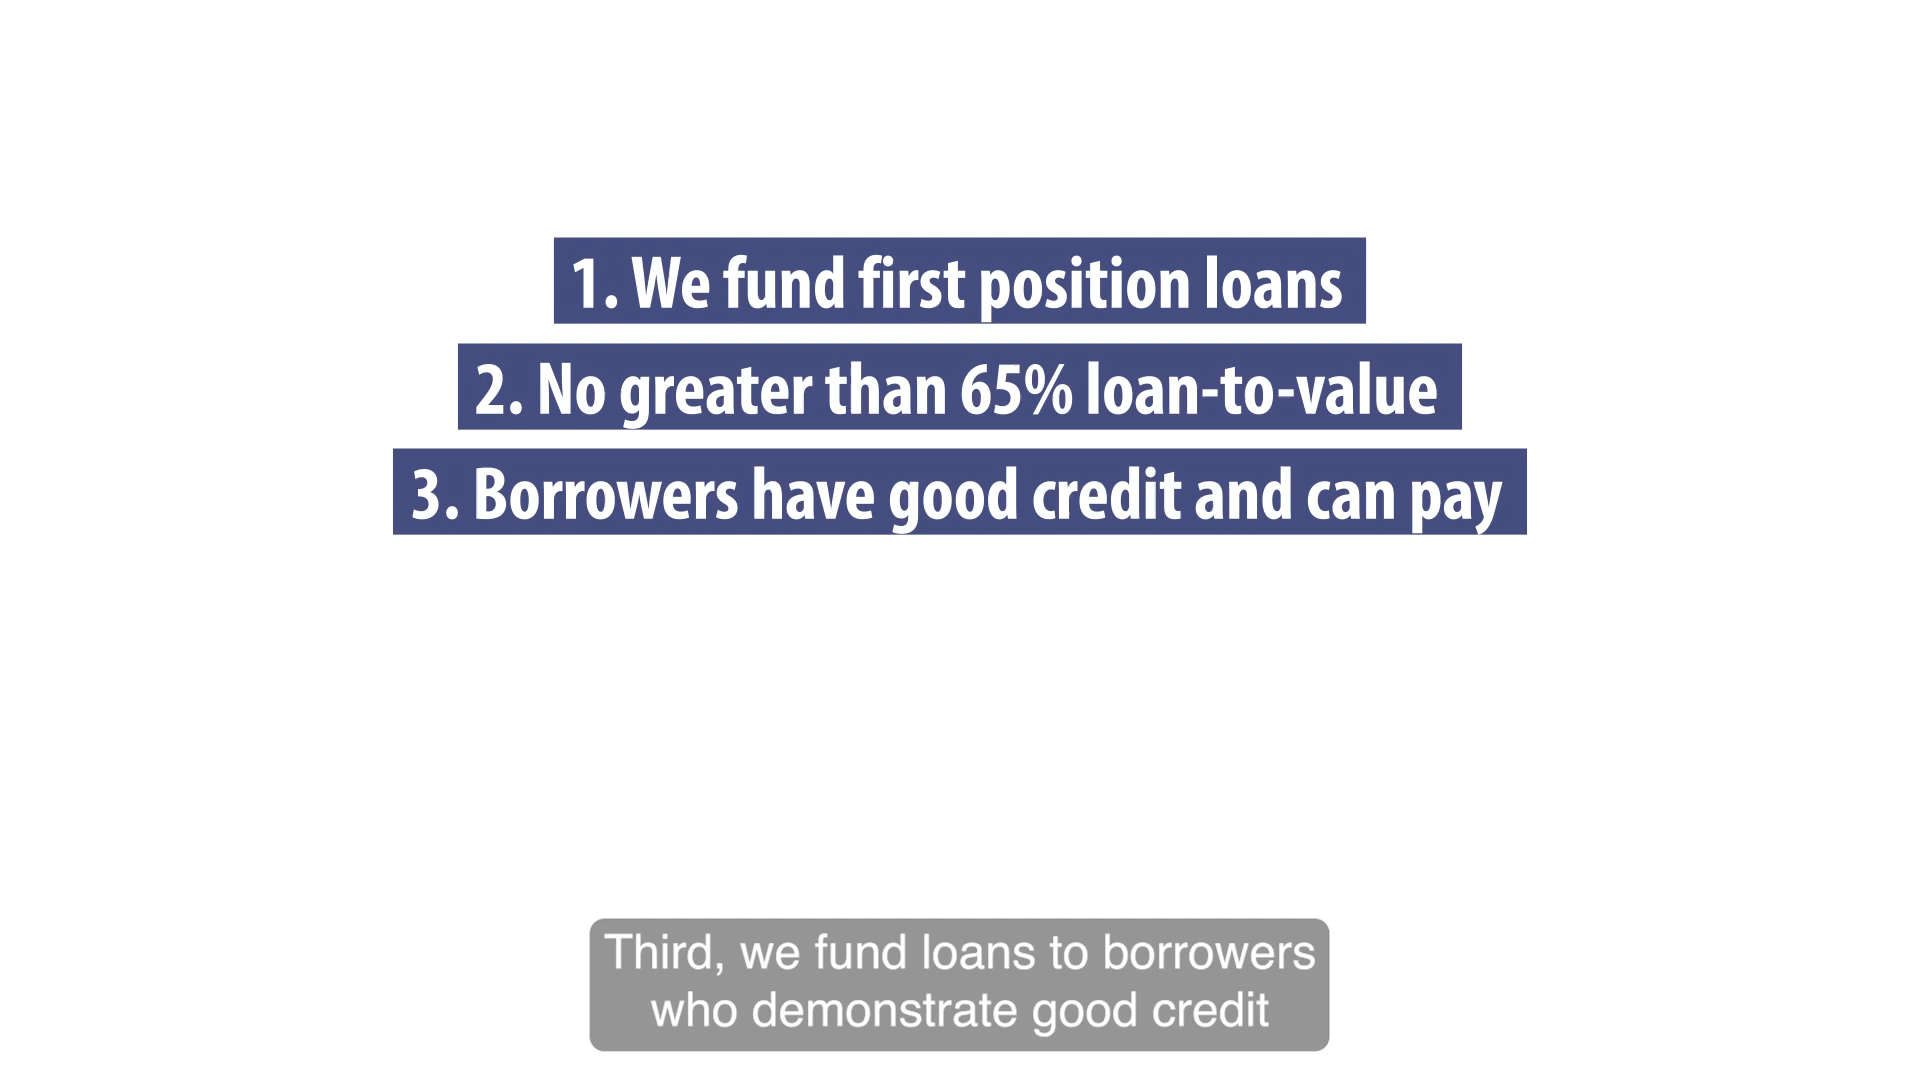 1. We fund first position loans
2. No greater than 65% loan-to-value
3. Borrowers have good credit and can pay
Third, we fund loans to borrowers
who demonstrate good credit